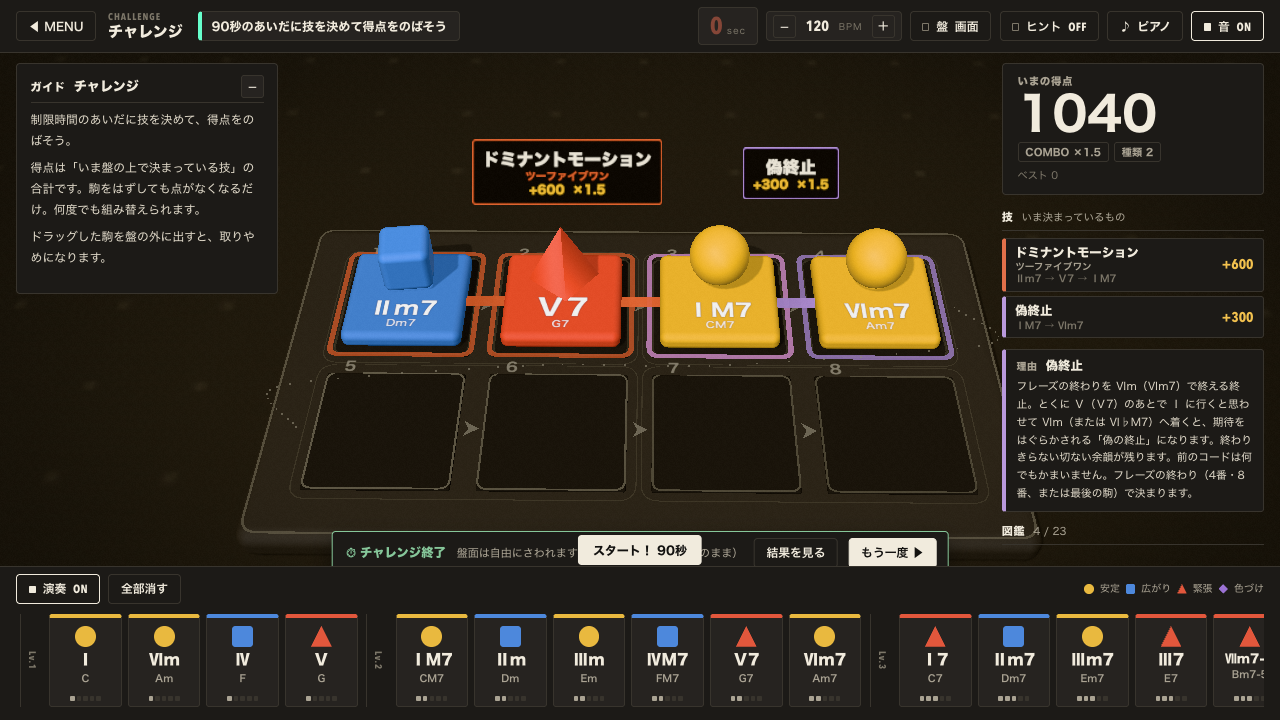 ◀ MENU
CHALLENGE
チャレンジ
90秒のあいだに技を決めて得点をのばそう
0 sec
− 120 BPM +
盤 画面
ヒント OFF
♪ ピアノ
音 ON
ガイド チャレンジ
−
制限時間のあいだに技を決めて、得点をの
ばそう。
得点は「いま盤の上で決まっている技」の
合計です。駒をはずしても点がなくなるだ
け。何度でも組み替えられます。
ドラッグした駒を盤の外に出すと、取りや
めになります。
ドミナントモーション
ツーファイブワン
+600 ×1.5
偽終止
+300 ×1.5
Ⅱm7
Dm7
Ⅴ7
G7
ⅠM7
CM7
Ⅵm7
Am7
5
6
7
8
いまの得点
1040
COMBO ×1.5
種類 2
ベスト 0
技 いま決まっているもの
ドミナントモーション
ツーファイブワン
Ⅱm7 → Ⅴ7 → ⅠM7
+600
偽終止
ⅠM7 → Ⅵm7
+300
理由 偽終止
フレーズの終わりを Ⅵm（Ⅵm7）で終える終
止。とくに Ⅴ（Ⅴ7）のあとで Ⅰ に行くと思わ
せて Ⅵm（または Ⅵ♭M7）へ着くと、期待を
はぐらかされる「偽の終止」になります。終わり
きらない切ない余韻が残ります。前のコードは何
でもかまいません。フレーズの終わり（4番・8
番、または最後の駒）で決まります。
図鑑 4 / 23
チャレンジ終了
盤面は自由にさわれます
スタート！ 90秒
のまま）
結果を見る
もう一度 ▶
演奏 ON
全部消す
安定 広がり 緊張 色づけ
Lv.1
Ⅰ
C
Ⅵm
Am
Ⅳ
F
Ⅴ
G
Lv.2
ⅠM7
CM7
Ⅱm
Dm
Ⅲm
Em
ⅣM7
FM7
Ⅴ7
G7
Ⅵm7
Am7
Lv.3
Ⅰ7
C7
Ⅱm7
Dm7
Ⅲm7
Em7
Ⅲ7
E7
Ⅶm7-
Bm7-5